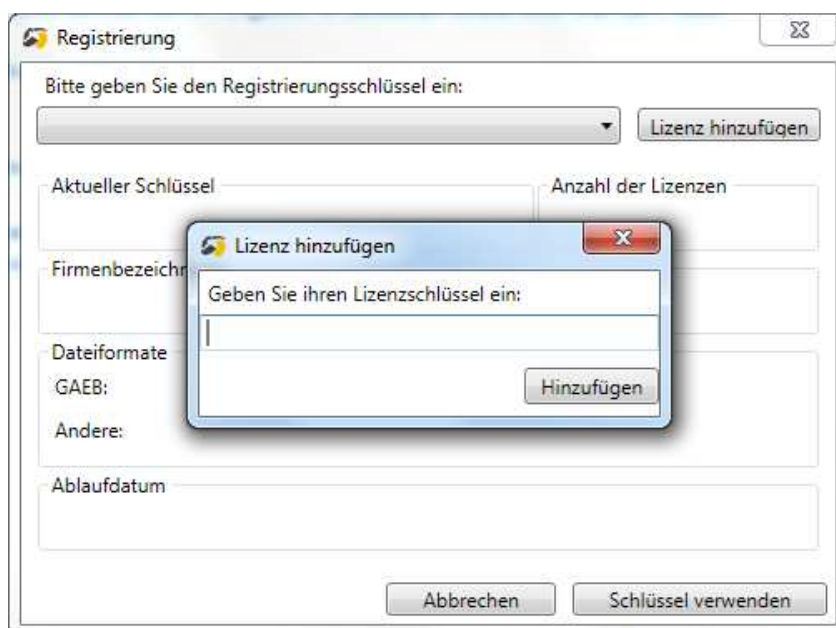 Registrierung
Bitte geben Sie den Registrierungsschlüssel ein:
Lizenz hinzufügen
Aktueller Schlüssel
Anzahl der Lizenzen
Lizenz hinzufügen
Geben Sie ihren Lizenzschlüssel ein:
Hinzufügen
Dateiformate
GAEB:
Andere:
Ablaufdatum
Abbrechen
Schlüssel verwenden